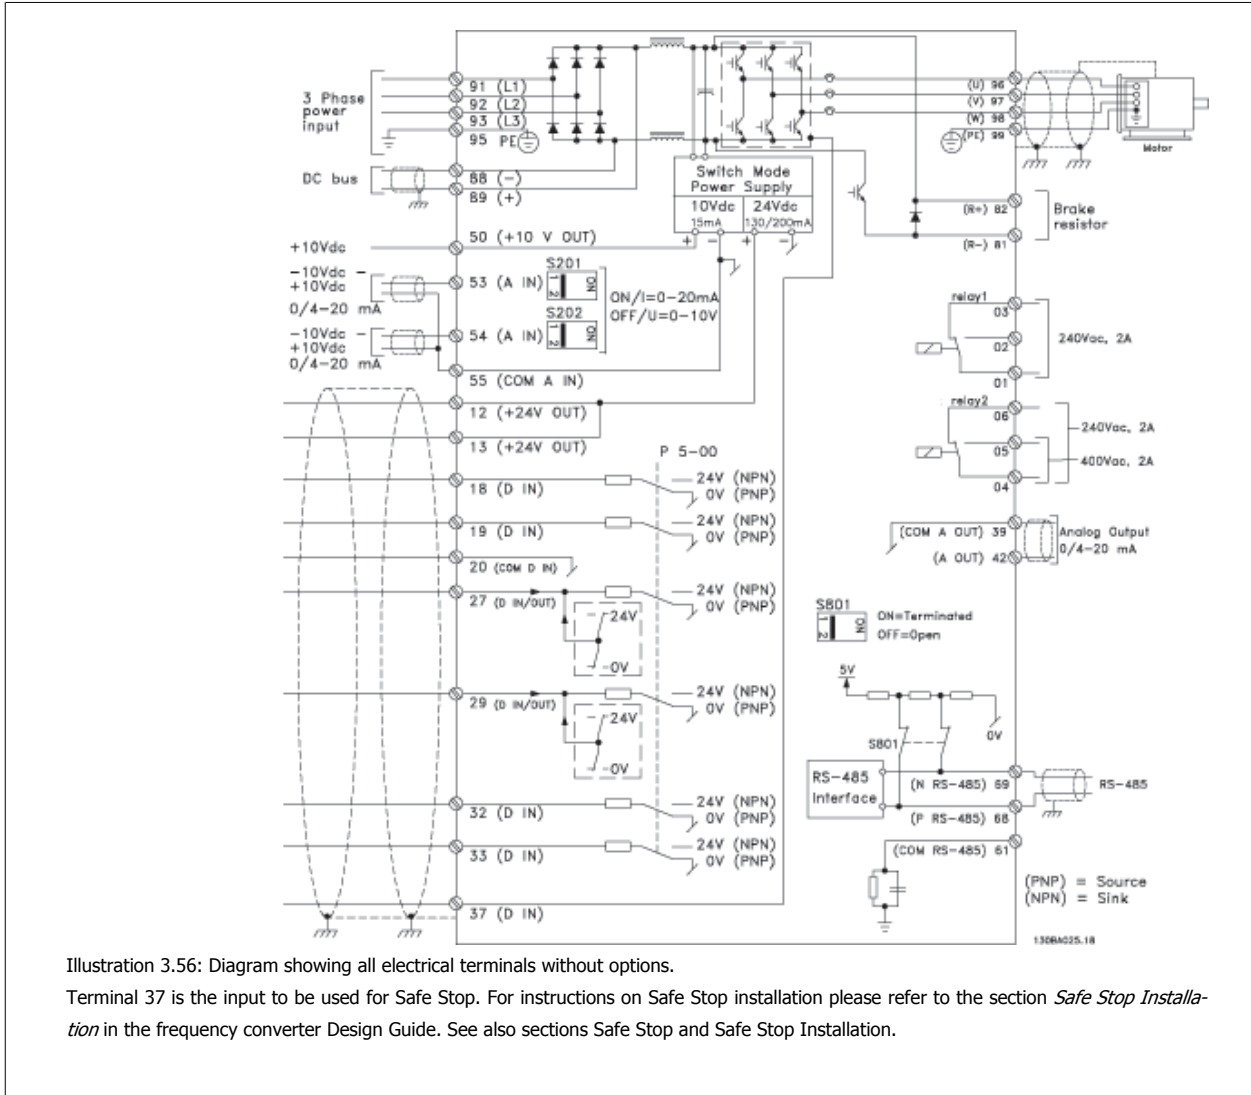 3 Phase
power
input
91 (L1)
92 (L2)
93 (L3)
95 PE
DC bus
88 (-)
89 (+)
+10Vdc
50 (+10 V OUT)
-10Vdc -
+10Vdc
0/4-20 mA
53 (A IN)
S201
1 2
ON
ON/I=0-20mA
OFF/U=0-10V
-10Vdc -
+10Vdc
0/4-20 mA
54 (A IN)
S202
1 2
ON
55 (COM A IN)
12 (+24V OUT)
13 (+24V OUT)
P 5-00
18 (D IN)
24V (NPN)
0V (PNP)
19 (D IN)
24V (NPN)
0V (PNP)
20 (COM D IN)
27 (D IN/OUT)
24V (NPN)
0V (PNP)
24V
0V
29 (D IN/OUT)
24V (NPN)
0V (PNP)
24V
0V
32 (D IN)
24V (NPN)
0V (PNP)
33 (D IN)
24V (NPN)
0V (PNP)
37 (D IN)
Switch Mode
Power Supply
10Vdc
15mA
24Vdc
130/200mA
+ - + -
(U) 96
(V) 97
(W) 98
(PE) 99
Motor
(R+) 82
(R-) 81
Brake
resistor
relay1
03
02
01
240Vac, 2A
relay2
06
05
04
240Vac, 2A
400Vac, 2A
(COM A OUT) 39
(A OUT) 42
Analog Output
0/4-20 mA
S801
1 2
ON
ON=Terminated
OFF=Open
5V
S801
0V
RS-485
Interface
(N RS-485) 69
(P RS-485) 68
(COM RS-485) 61
RS-485
(PNP) = Source
(NPN) = Sink
130BA025.18
Illustration 3.56: Diagram showing all electrical terminals without options.
Terminal 37 is the input to be used for Safe Stop. For instructions on Safe Stop installation please refer to the section Safe Stop Installa-
tion in the frequency converter Design Guide. See also sections Safe Stop and Safe Stop Installation.